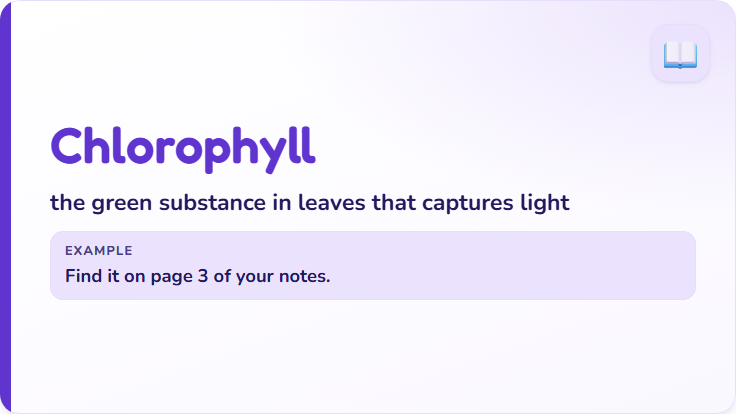 Chlorophyll
the green substance in leaves that captures light
EXAMPLE
Find it on page 3 of your notes.